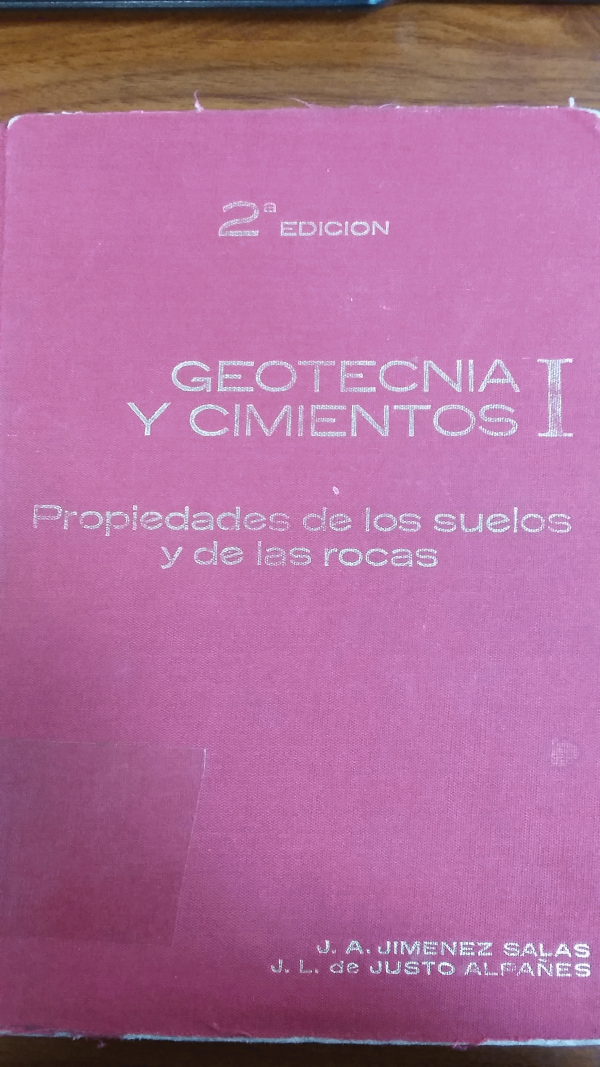 2ª EDICION
GEOTECNIA I
Y CIMIENTOS
Propiedades de los suelos
y de las rocas
J. A. JIMENEZ SALAS
J. L. de JUSTO ALPAÑES